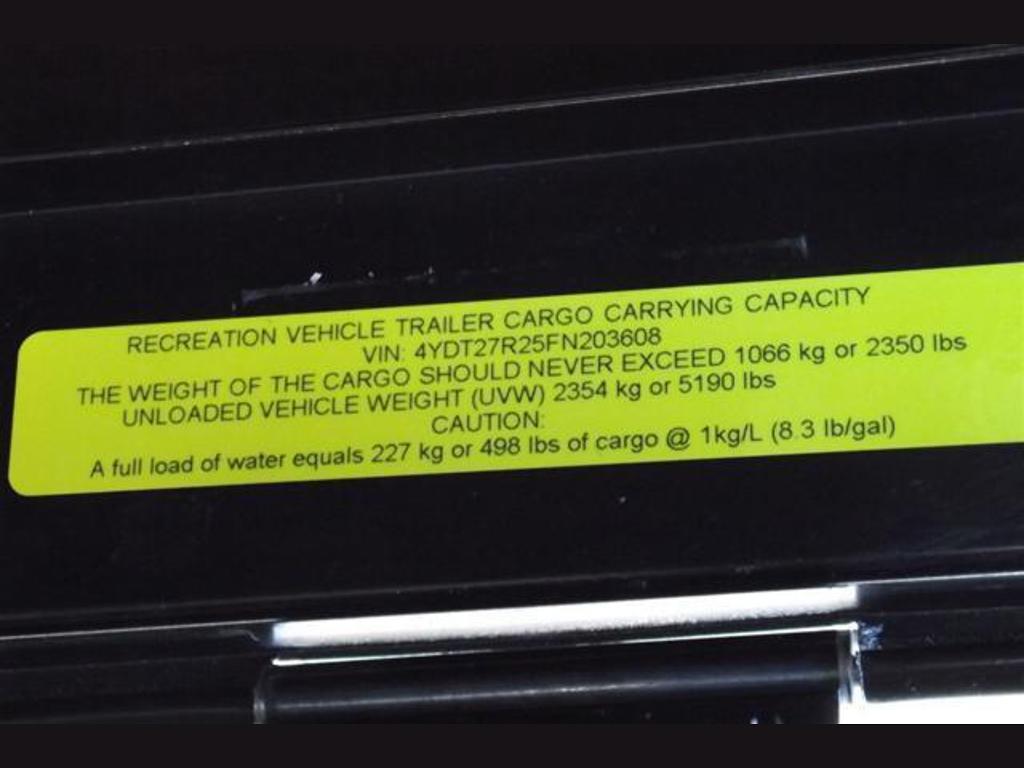 RECREATION VEHICLE TRAILER CARGO CARRYING CAPACITY
VIN: 4YDT27R25FN203608
THE WEIGHT OF THE CARGO SHOULD NEVER EXCEED 1066 kg or 2350 lbs
UNLOADED VEHICLE WEIGHT (UVW) 2354 kg or 5190 lbs
CAUTION:
A full load of water equals 227 kg or 498 lbs of cargo @ 1kg/L (8.3 lb/gal)